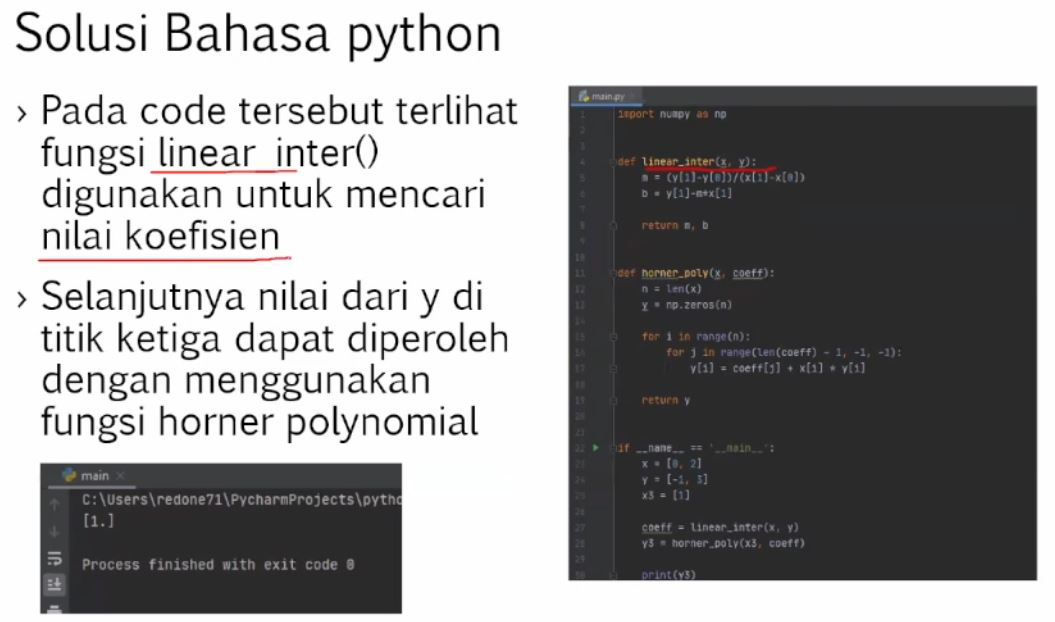 Solusi Bahasa python
› Pada code tersebut terlihat
fungsi linear_inter()
digunakan untuk mencari
nilai koefisien
› Selanjutnya nilai dari y di
titik ketiga dapat diperoleh
dengan menggunakan
fungsi horner polynomial
main
C:\Users\redone71\PycharmProjects\pytho
[1.]
Process finished with exit code 0
main.py
1 import numpy as np
2
3
4 def linear_inter(x, y):
5 m = (y[1]-y[0])/(x[1]-x[0])
6 b = y[1]-m*x[1]
7
8 return m, b
9
10
11 def horner_poly(x, coeff):
12 n = len(x)
13 y = np.zeros(n)
14
15 for i in range(n):
16 for j in range(len(coeff) - 1, -1, -1):
17 y[i] = coeff[j] + x[i] * y[i]
18
19 return y
20
21
22 if __name__ == '__main__':
23 x = [0, 2]
24 y = [-1, 3]
25 x3 = [1]
26
27 coeff = linear_inter(x, y)
28 y3 = horner_poly(x3, coeff)
29
30 print(y3)